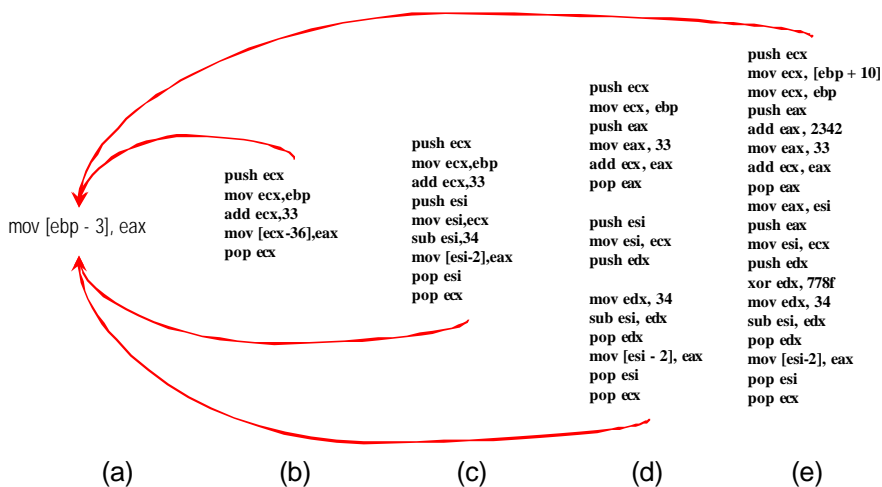 mov [ebp - 3], eax
push ecx
mov ecx,ebp
add ecx,33
mov [ecx-36],eax
pop ecx
push ecx
mov ecx,ebp
add ecx,33
push esi
mov esi,ecx
sub esi,34
mov [esi-2],eax
pop esi
pop ecx
push ecx
mov ecx, ebp
push eax
mov eax, 33
add ecx, eax
pop eax
push esi
mov esi, ecx
push edx
mov edx, 34
sub esi, edx
pop edx
mov [esi - 2], eax
pop esi
pop ecx
push ecx
mov ecx, [ebp + 10]
mov ecx, ebp
push eax
add eax, 2342
mov eax, 33
add ecx, eax
pop eax
mov eax, esi
push eax
mov esi, ecx
push edx
xor edx, 778f
mov edx, 34
sub esi, edx
pop edx
mov [esi-2], eax
pop esi
pop ecx
(a) (b) (c) (d) (e)